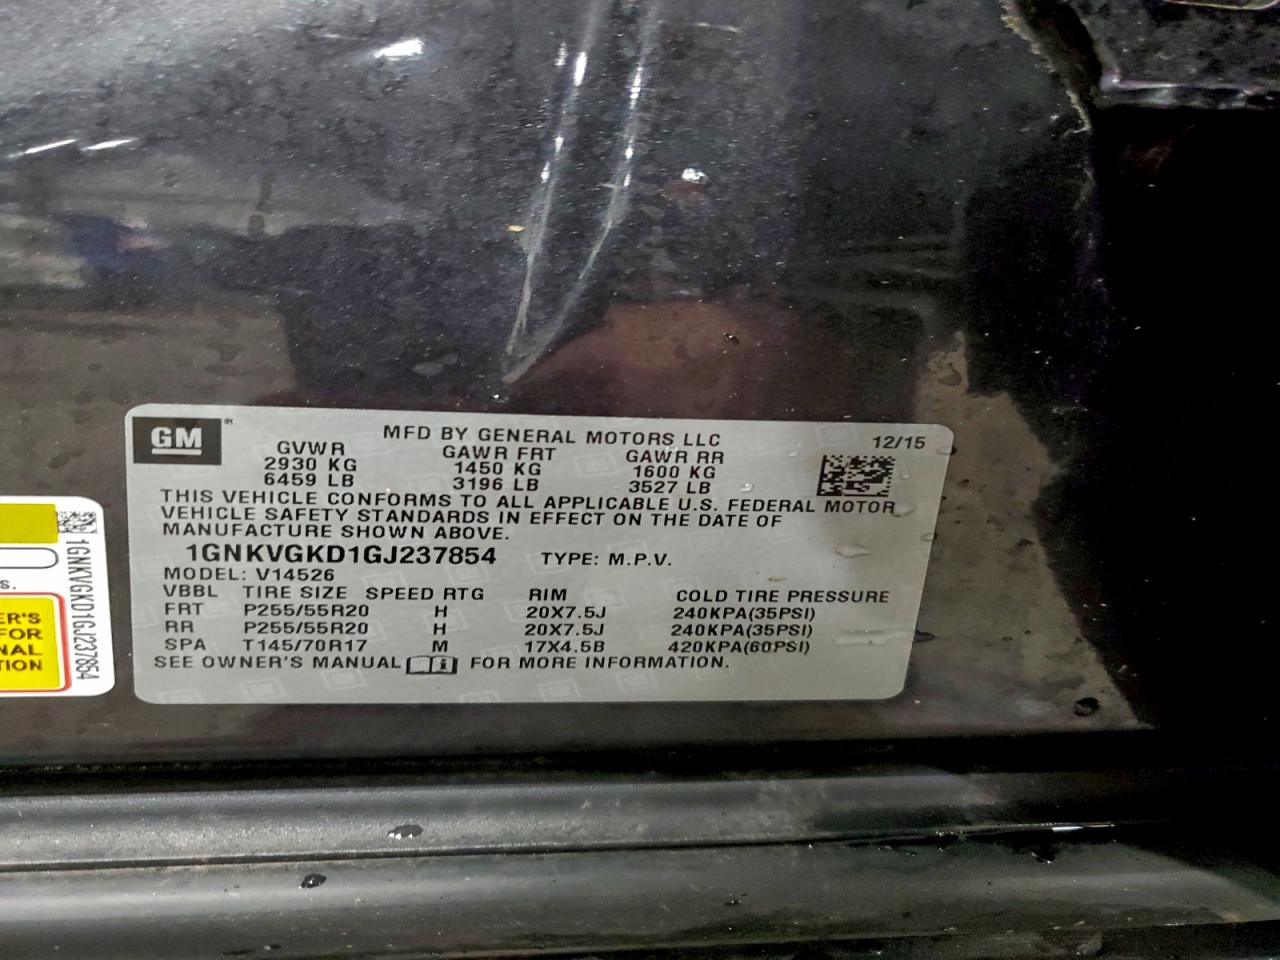 GM ®
MFD BY GENERAL MOTORS LLC
12/15
GVWR GAWR FRT GAWR RR
2930 KG 1450 KG 1600 KG
6459 LB 3196 LB 3527 LB
THIS VEHICLE CONFORMS TO ALL APPLICABLE U.S. FEDERAL MOTOR
VEHICLE SAFETY STANDARDS IN EFFECT ON THE DATE OF
MANUFACTURE SHOWN ABOVE.
1GNKVGKD1GJ237854 TYPE: M.P.V.
MODEL: V14526
VBBL TIRE SIZE SPEED RTG RIM COLD TIRE PRESSURE
FRT P255/55R20 H 20X7.5J 240KPA(35PSI)
RR P255/55R20 H 20X7.5J 240KPA(35PSI)
SPA T145/70R17 M 17X4.5B 420KPA(60PSI)
SEE OWNER'S MANUAL FOR MORE INFORMATION.
1GNKVGKD1GJ237854
S.
ER'S
FOR
NAL
TION